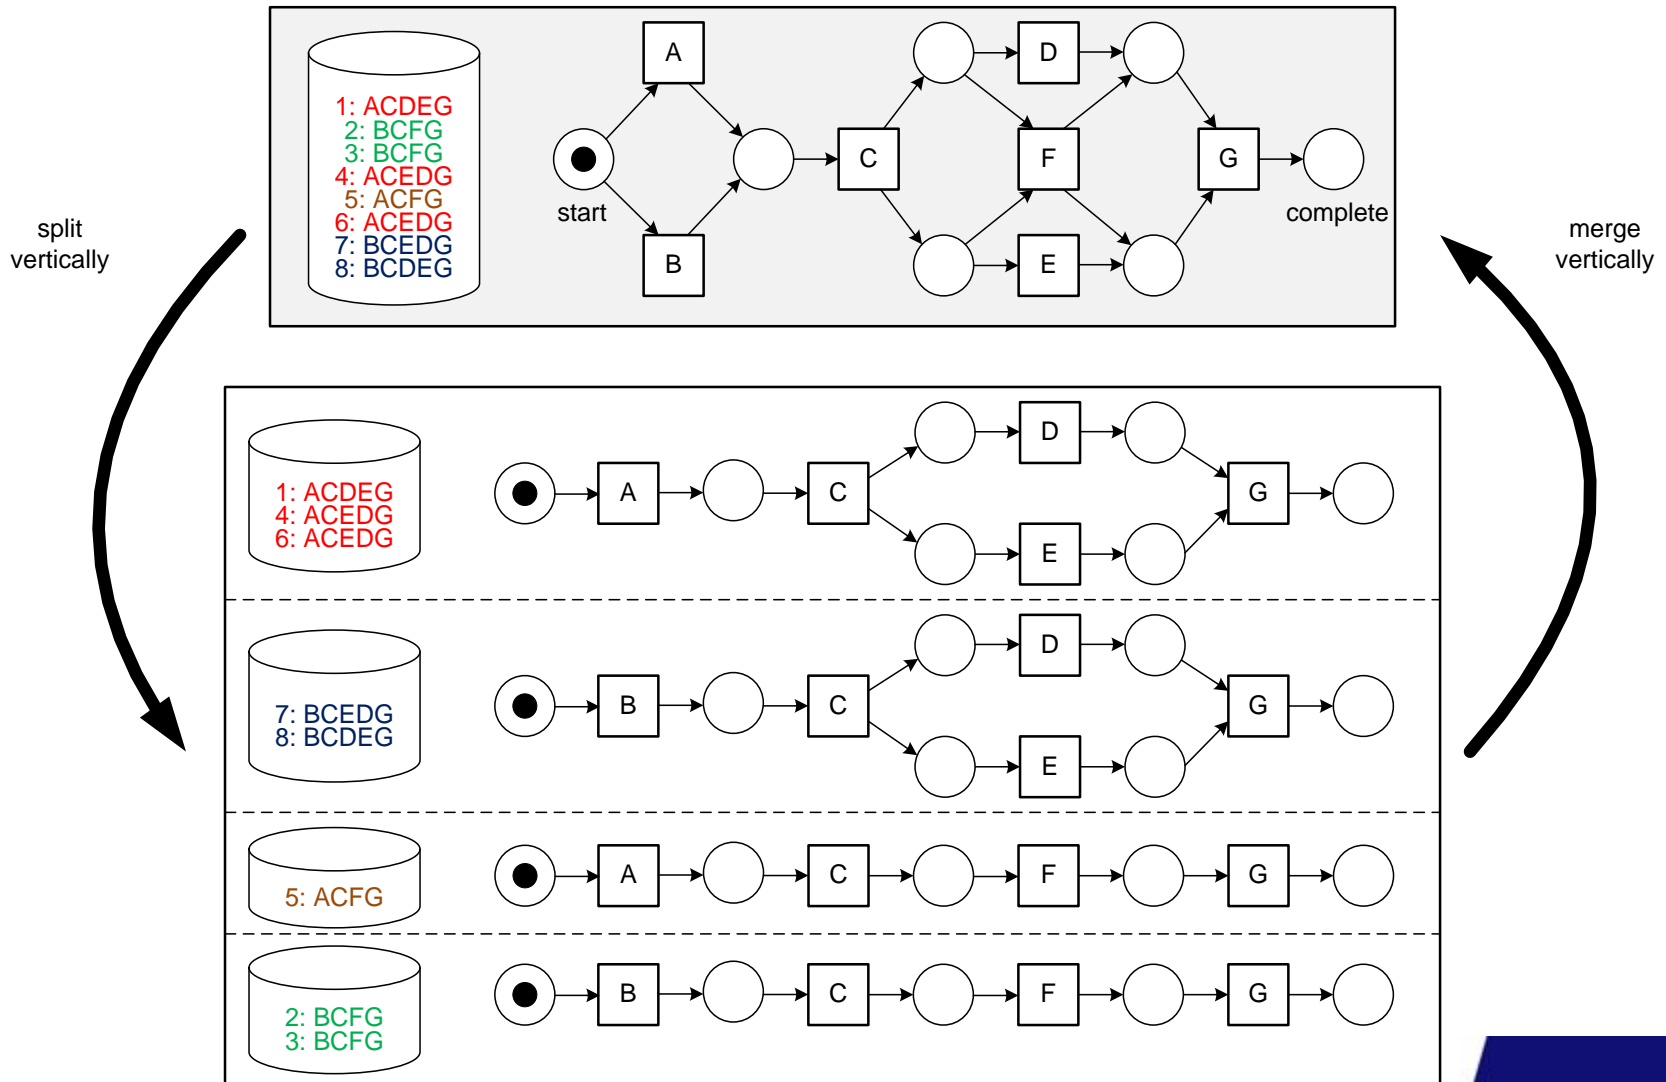 A
D
1: ACDEG
2: BCFG
3: BCFG
4: ACEDG
5: ACFG
6: ACEDG
7: BCEDG
8: BCDEG
C
F
G
start
complete
B
E
split
vertically
merge
vertically
D
1: ACDEG
4: ACEDG
6: ACEDG
A
C
G
E
D
7: BCEDG
8: BCDEG
B
C
G
E
5: ACFG
A
C
F
G
2: BCFG
3: BCFG
B
C
F
G